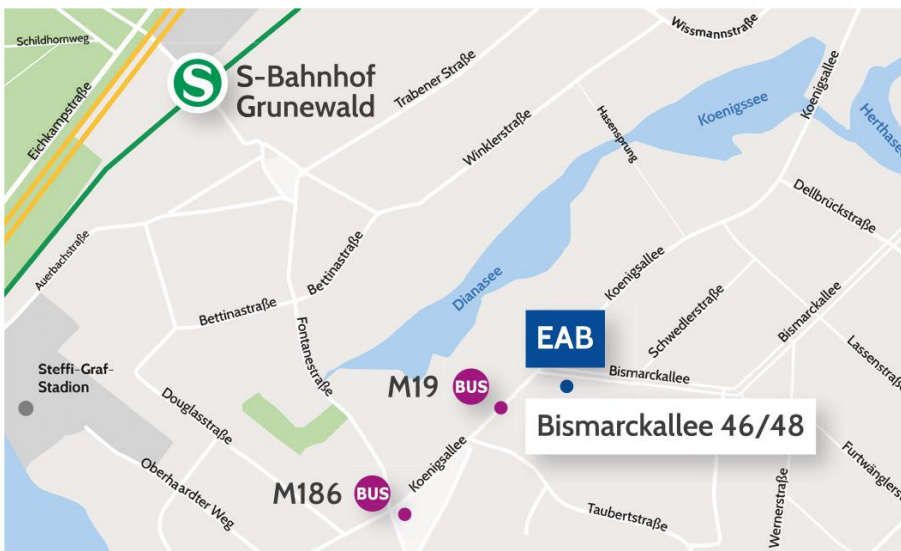 Schildhornweg
Eichkampstraße
S
S-Bahnhof
Grunewald
Trabener Straße
Wissmannstraße
Koenigsallee
Koenigssee
Herthasee
Winklerstraße
Hasensprung
Dellbrückstraße
Auerbachstraße
Bettinastraße
Bettinastraße
Fontanestraße
Dianasee
Koenigsallee
Schwedlerstraße
Bismarckallee
Lassenstraße
EAB
Bismarckallee
Steffi-Graf-
Stadion
M19 BUS
Bismarckallee 46/48
Douglasstraße
Oberhaardter Weg
Koenigsallee
M186 BUS
Taubertstraße
Wernerstraße